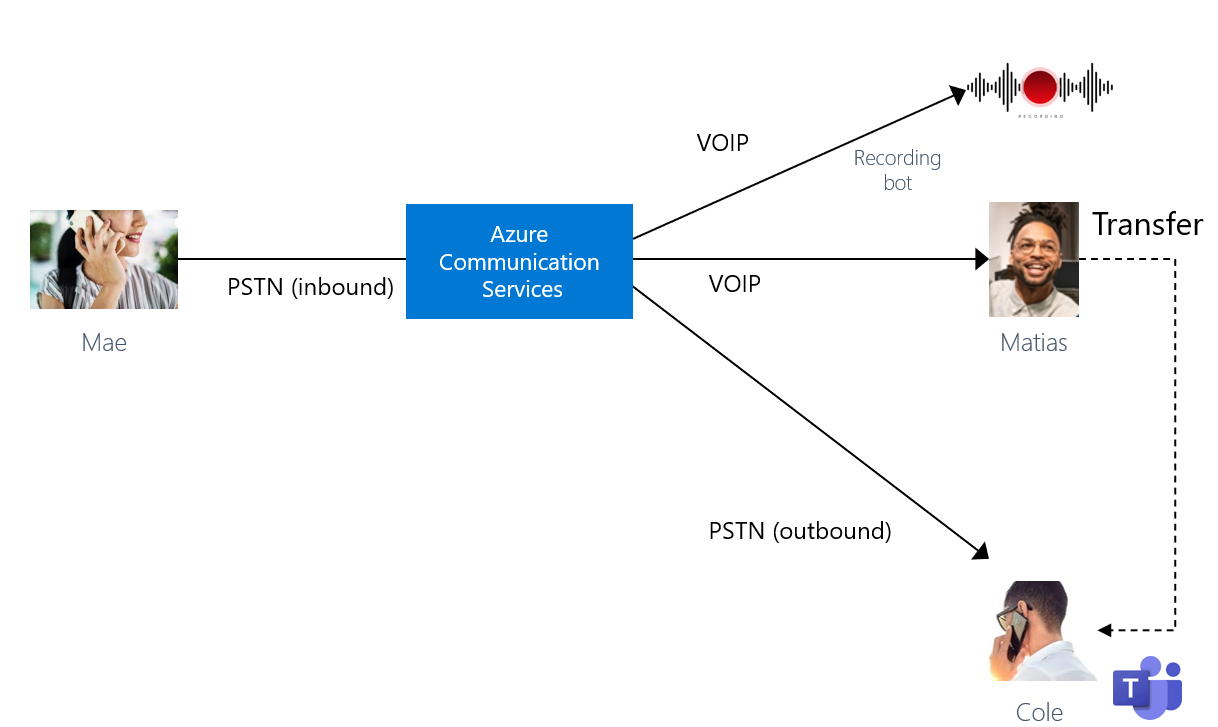 RECORDING
VOIP
Recording
bot
Transfer
Azure
Communication
Services
PSTN (inbound)
VOIP
Mae
Matias
PSTN (outbound)
T
Cole